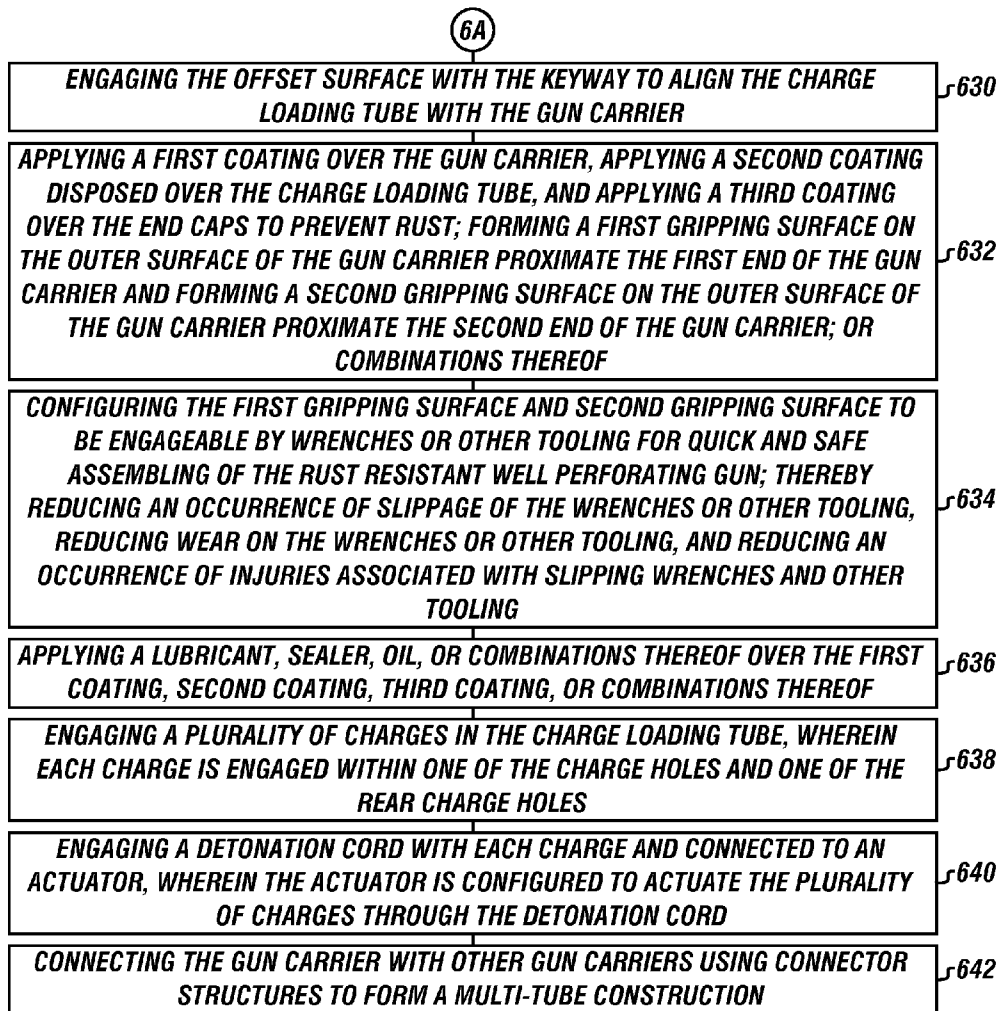 6A
ENGAGING THE OFFSET SURFACE WITH THE KEYWAY TO ALIGN THE CHARGE
LOADING TUBE WITH THE GUN CARRIER
630
APPLYING A FIRST COATING OVER THE GUN CARRIER, APPLYING A SECOND COATING
DISPOSED OVER THE CHARGE LOADING TUBE, AND APPLYING A THIRD COATING
OVER THE END CAPS TO PREVENT RUST; FORMING A FIRST GRIPPING SURFACE ON
THE OUTER SURFACE OF THE GUN CARRIER PROXIMATE THE FIRST END OF THE GUN
CARRIER AND FORMING A SECOND GRIPPING SURFACE ON THE OUTER SURFACE OF
THE GUN CARRIER PROXIMATE THE SECOND END OF THE GUN CARRIER; OR
COMBINATIONS THEREOF
632
CONFIGURING THE FIRST GRIPPING SURFACE AND SECOND GRIPPING SURFACE TO
BE ENGAGEABLE BY WRENCHES OR OTHER TOOLING FOR QUICK AND SAFE
ASSEMBLING OF THE RUST RESISTANT WELL PERFORATING GUN; THEREBY
REDUCING AN OCCURRENCE OF SLIPPAGE OF THE WRENCHES OR OTHER TOOLING,
REDUCING WEAR ON THE WRENCHES OR OTHER TOOLING, AND REDUCING AN
OCCURRENCE OF INJURIES ASSOCIATED WITH SLIPPING WRENCHES AND OTHER
TOOLING
634
APPLYING A LUBRICANT, SEALER, OIL, OR COMBINATIONS THEREOF OVER THE FIRST
COATING, SECOND COATING, THIRD COATING, OR COMBINATIONS THEREOF
636
ENGAGING A PLURALITY OF CHARGES IN THE CHARGE LOADING TUBE, WHEREIN
EACH CHARGE IS ENGAGED WITHIN ONE OF THE CHARGE HOLES AND ONE OF THE
REAR CHARGE HOLES
638
ENGAGING A DETONATION CORD WITH EACH CHARGE AND CONNECTED TO AN
ACTUATOR, WHEREIN THE ACTUATOR IS CONFIGURED TO ACTUATE THE PLURALITY
OF CHARGES THROUGH THE DETONATION CORD
640
CONNECTING THE GUN CARRIER WITH OTHER GUN CARRIERS USING CONNECTOR
STRUCTURES TO FORM A MULTI-TUBE CONSTRUCTION
642